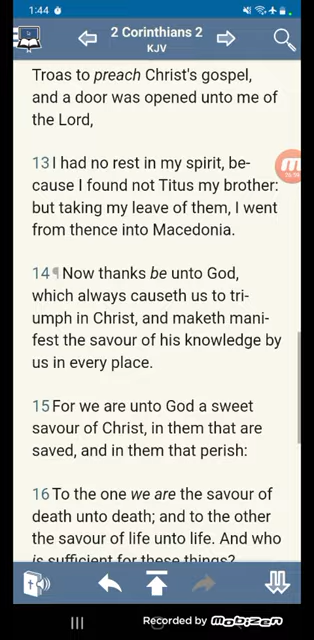 1:44
2 Corinthians 2
KJV
Troas to preach Christ's gospel,
and a door was opened unto me of
the Lord,
13 I had no rest in my spirit, be-
cause I found not Titus my brother:
but taking my leave of them, I went
from thence into Macedonia.
14 ¶ Now thanks be unto God,
which always causeth us to tri-
umph in Christ, and maketh mani-
fest the savour of his knowledge by
us in every place.
15 For we are unto God a sweet
savour of Christ, in them that are
saved, and in them that perish:
16 To the one we are the savour of
death unto death; and to the other
the savour of life unto life. And who
is sufficient for these things?
Recorded by mobizen